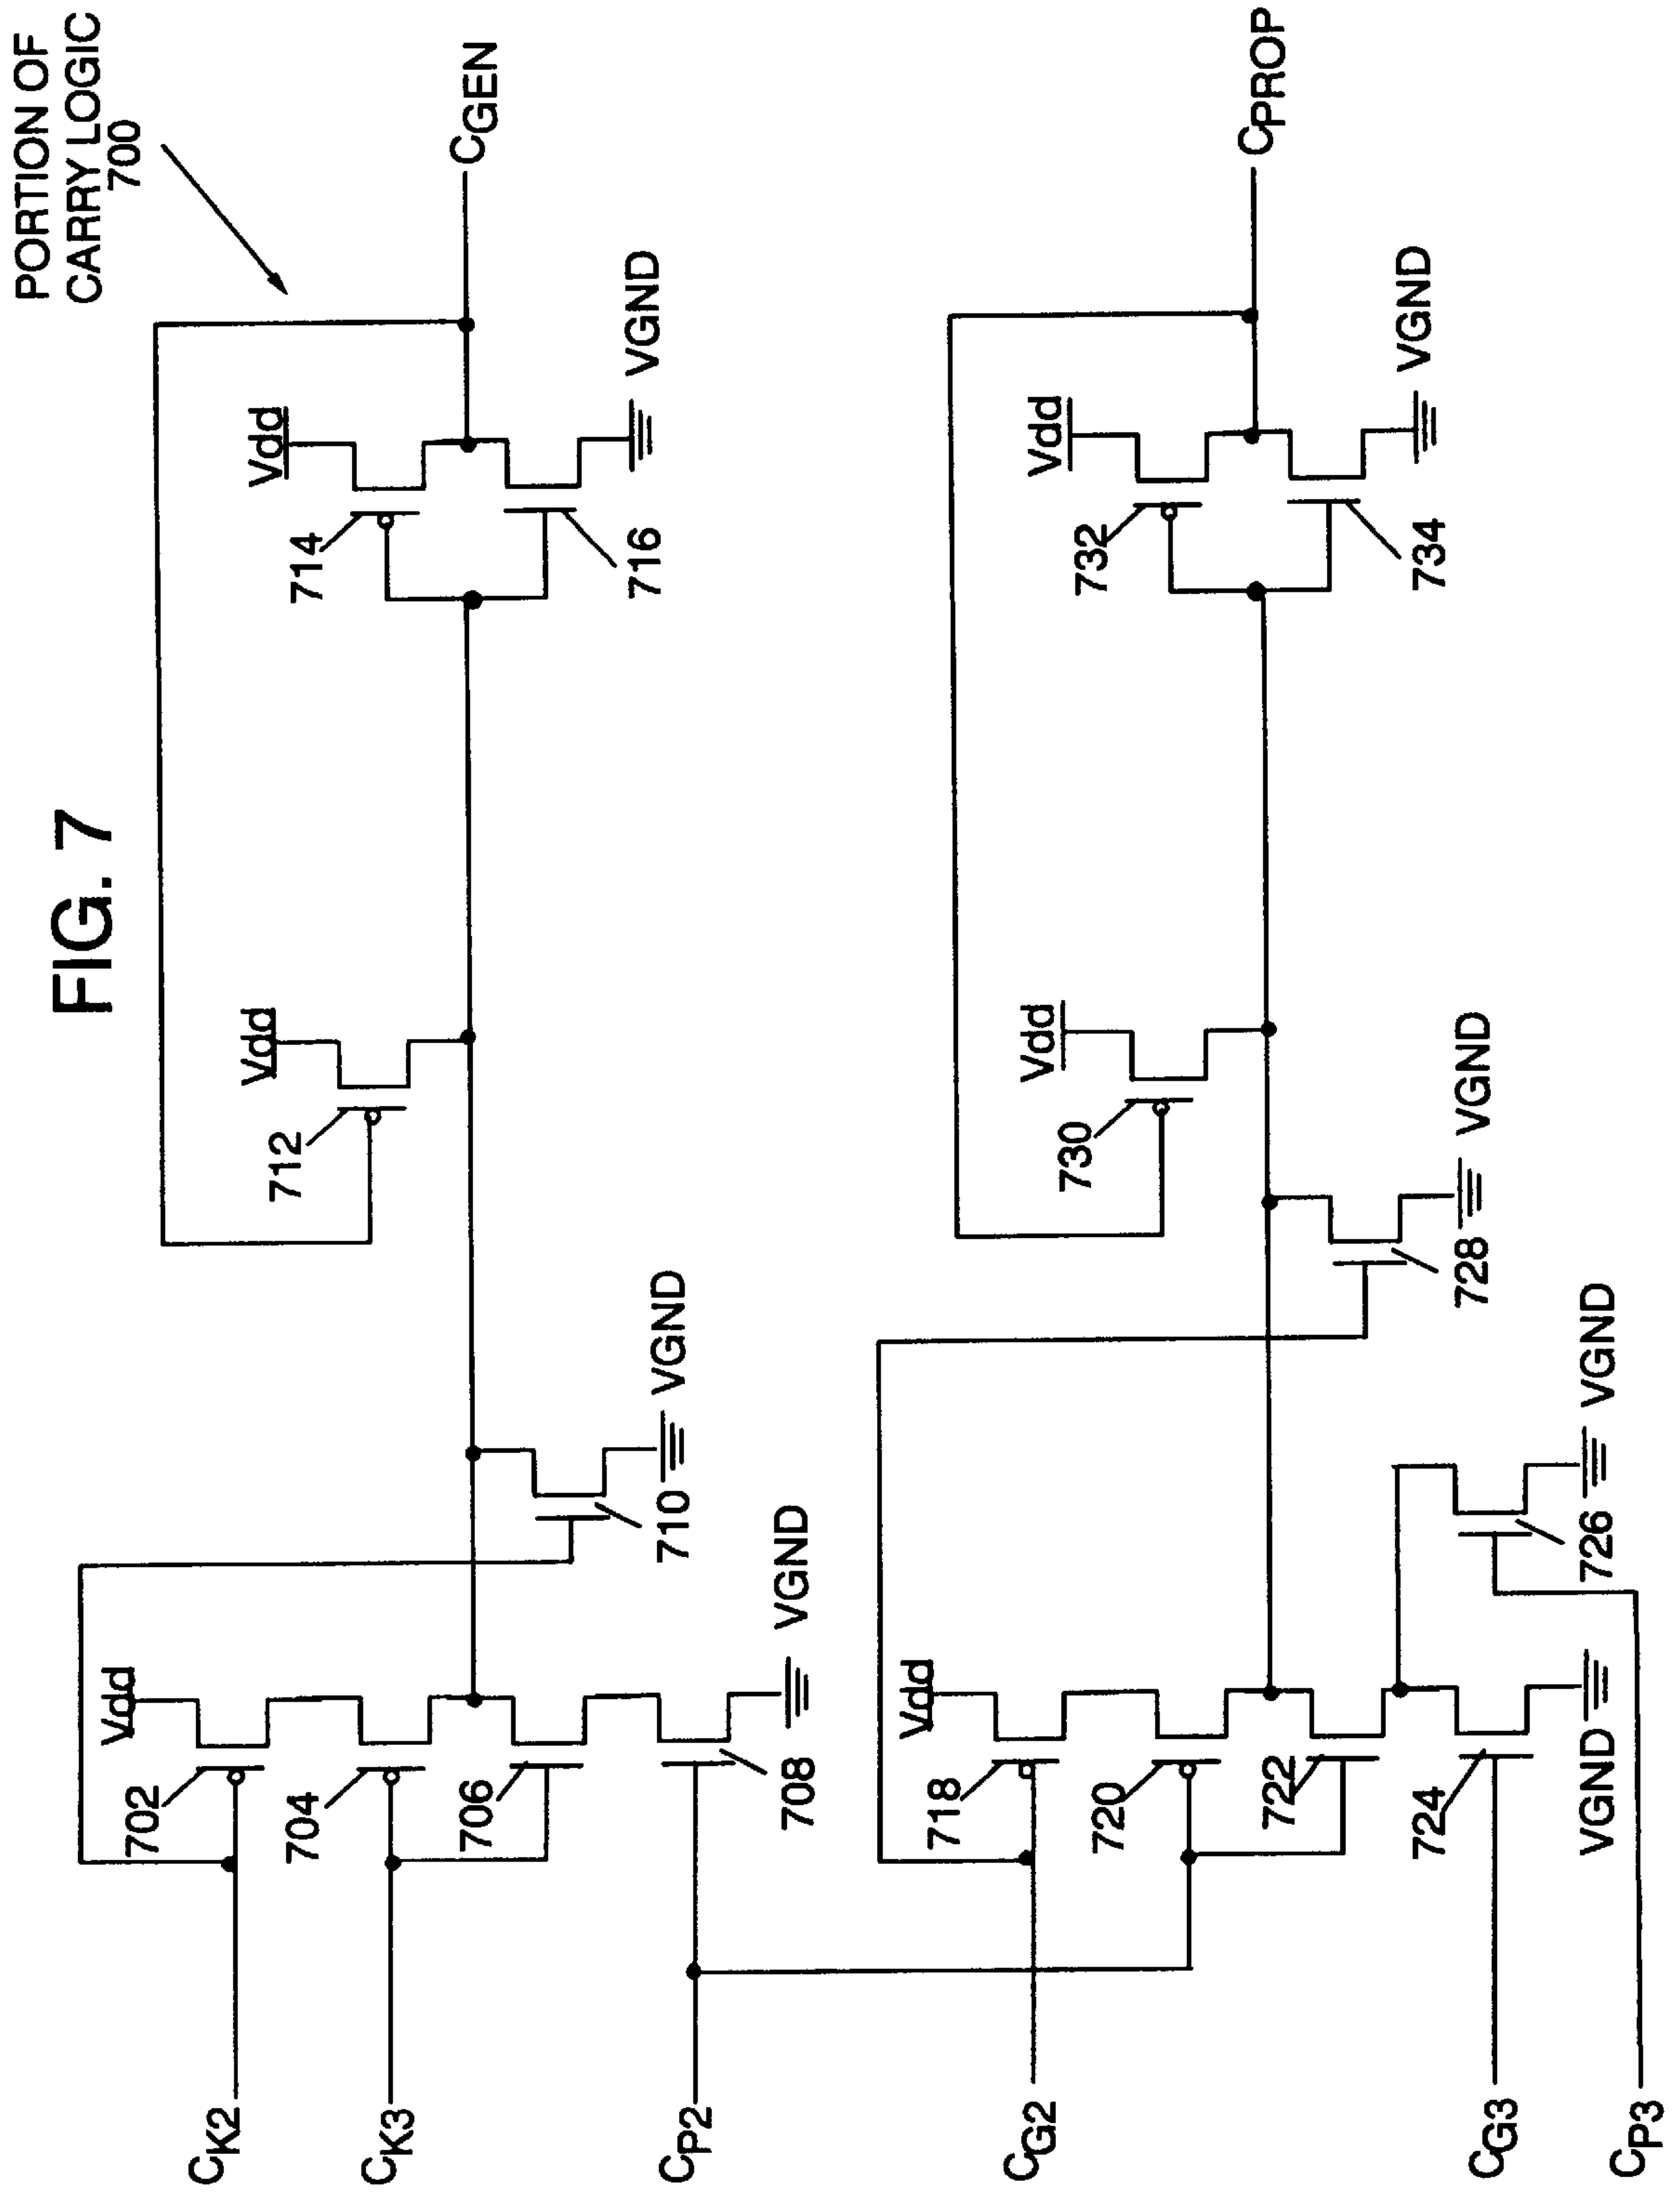 FIG. 7
PORTION OF
CARRY LOGIC
700
CK2
CK3
CP2
Vdd
702
704
706
708
VGND
710
VGND
Vdd
712
Vdd
714
716
VGND
CGEN
CG2
CG3
CP3
Vdd
718
720
722
724
VGND
726
VGND
728
VGND
Vdd
730
Vdd
732
734
VGND
CPROP